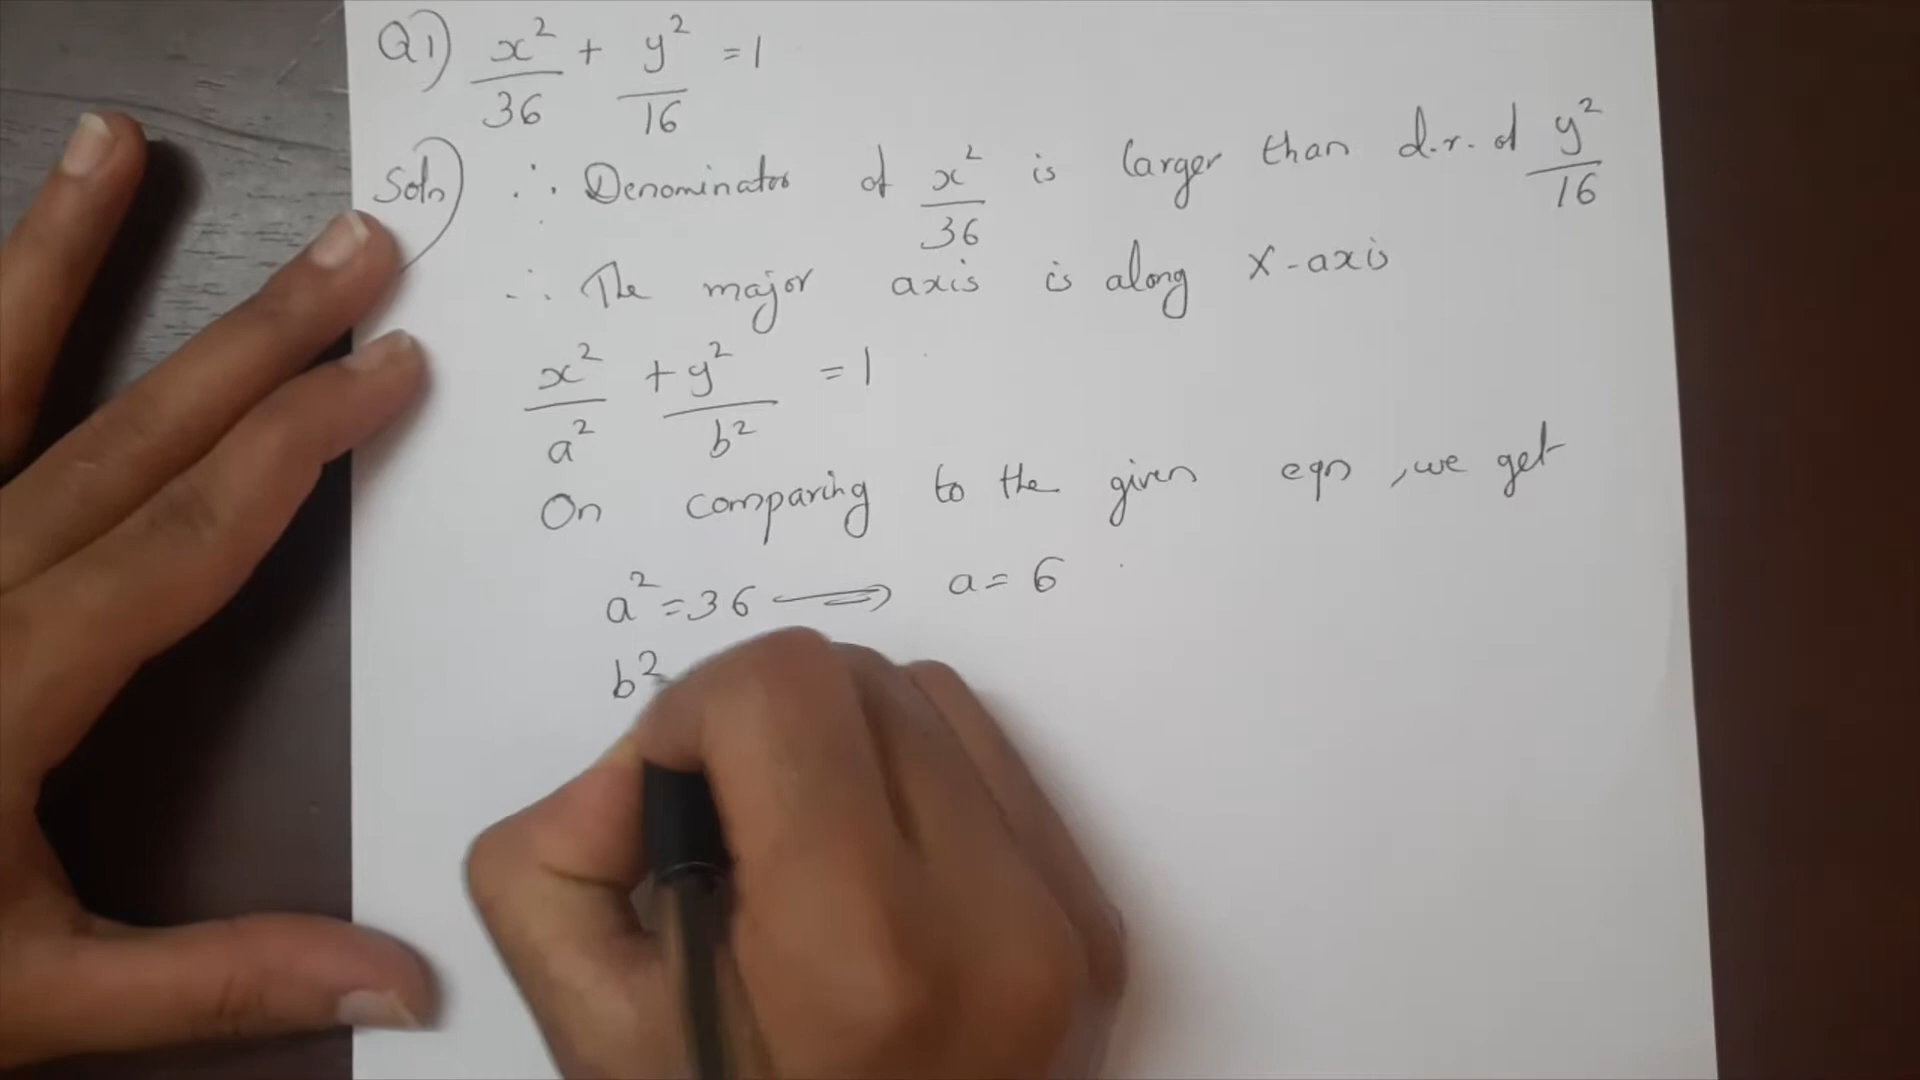 Q1) x²/36 + y²/16 = 1
Soln) ∴ Denominator of x²/36 is larger than d.r. of y²/16
∴ The major axis is along X-axis
x²/a² + y²/b² = 1
On comparing to the given eqn, we get
a² = 36 ⟹ a = 6
b²